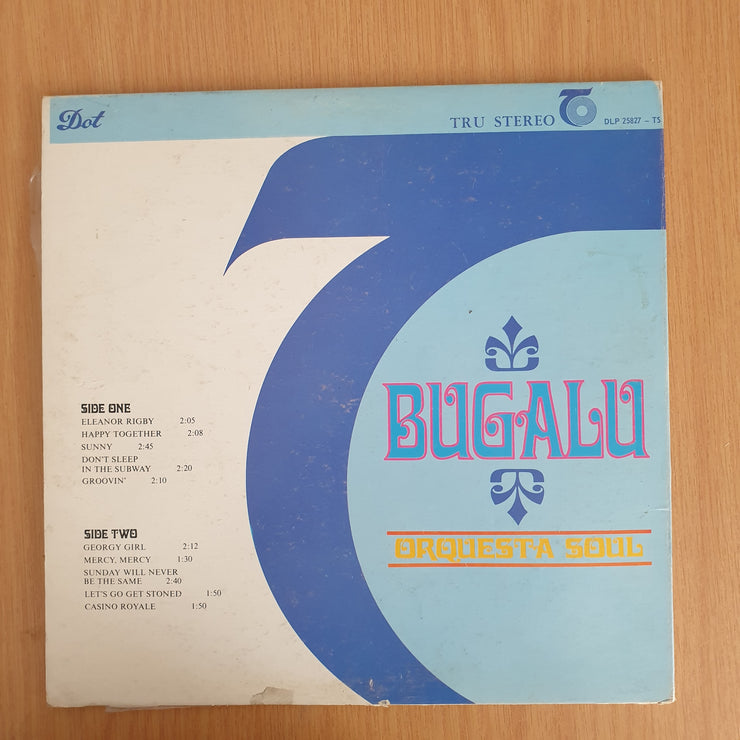 Dot
TRU STEREO
DLP 25827 - TS
BUGALU
ORQUESTA SOUL
SIDE ONE
ELEANOR RIGBY 2:05
HAPPY TOGETHER 2:08
SUNNY 2:45
DON'T SLEEP
IN THE SUBWAY 2:20
GROOVIN' 2:10
SIDE TWO
GEORGY GIRL 2:12
MERCY, MERCY 1:30
SUNDAY WILL NEVER
BE THE SAME 2:40
LET'S GO GET STONED 1:50
CASINO ROYALE 1:50